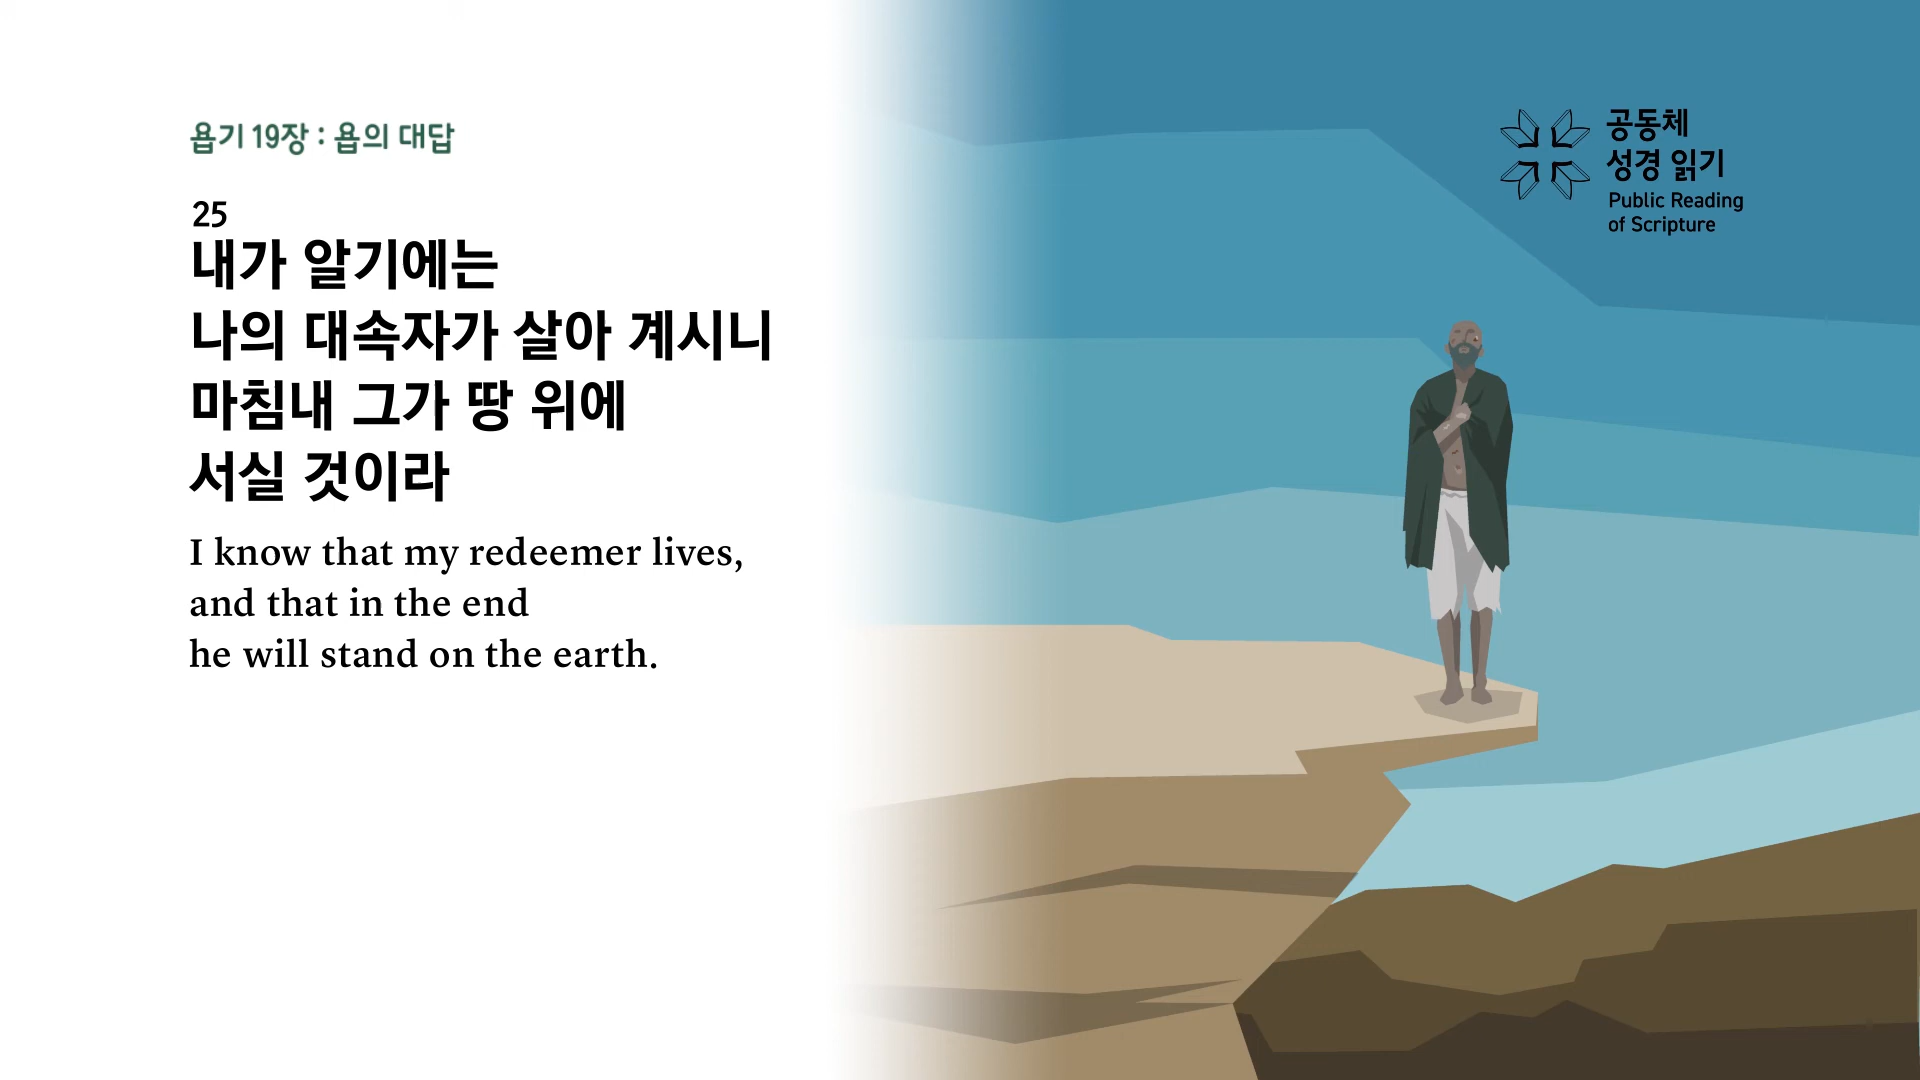 욥기 19장 : 욥의 대답
25
내가 알기에는
나의 대속자가 살아 계시니
마침내 그가 땅 위에
서실 것이라
I know that my redeemer lives,
and that in the end
he will stand on the earth.
공동체
성경 읽기
Public Reading
of Scripture